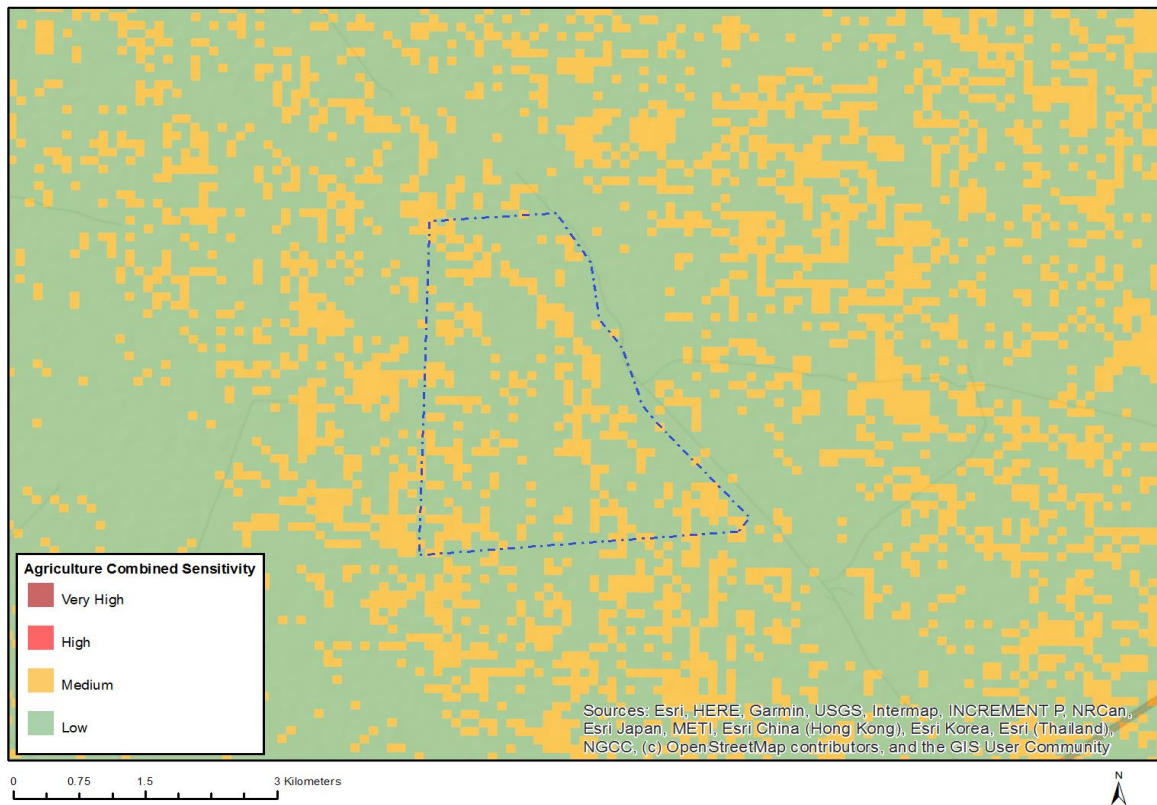 Agriculture Combined Sensitivity
Very High
High
Medium
Low
Sources: Esri, HERE, Garmin, USGS, Intermap, INCREMENT P, NRCan,
Esri Japan, METI, Esri China (Hong Kong), Esri Korea, Esri (Thailand),
NGCC, (c) OpenStreetMap contributors, and the GIS User Community
0 0.75 1.5 3 Kilometers
N